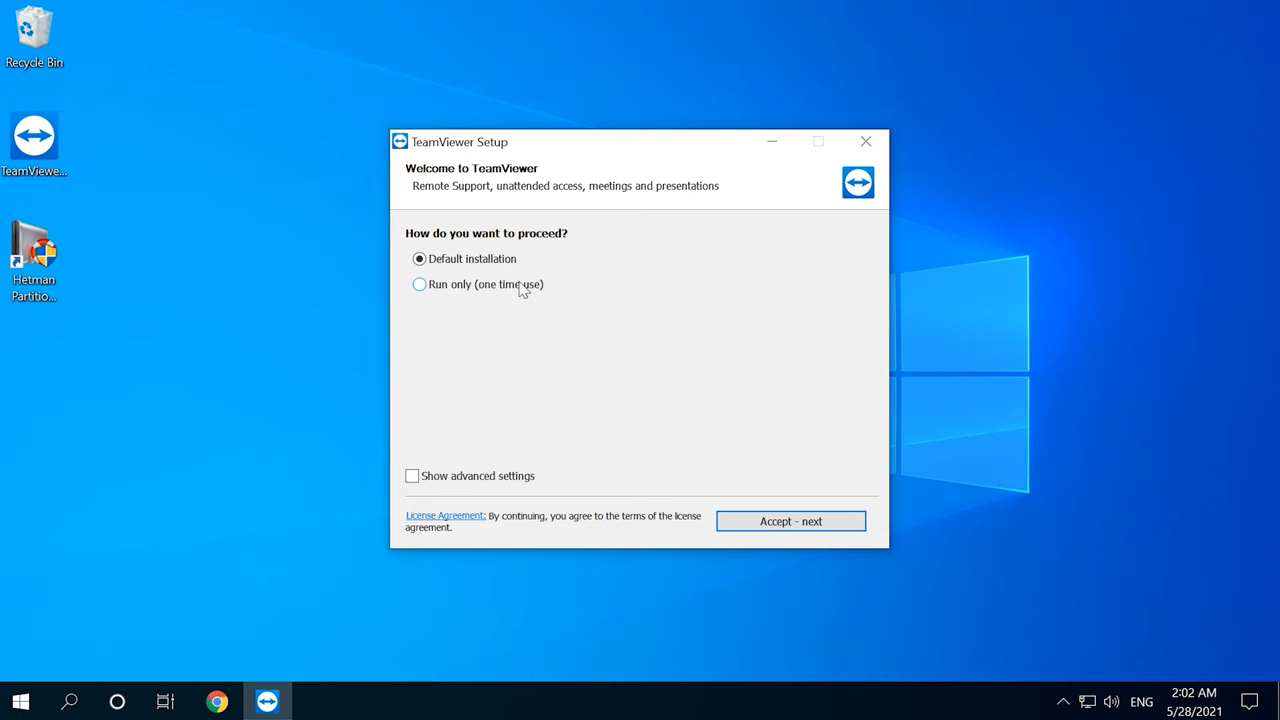 Recycle Bin
TeamViewe...
Hetman
Partitio...
TeamViewer Setup
Welcome to TeamViewer
Remote Support, unattended access, meetings and presentations
How do you want to proceed?
Default installation
Run only (one time use)
Show advanced settings
License Agreement: By continuing, you agree to the terms of the license
agreement.
Accept - next
ENG
2:02 AM
5/28/2021